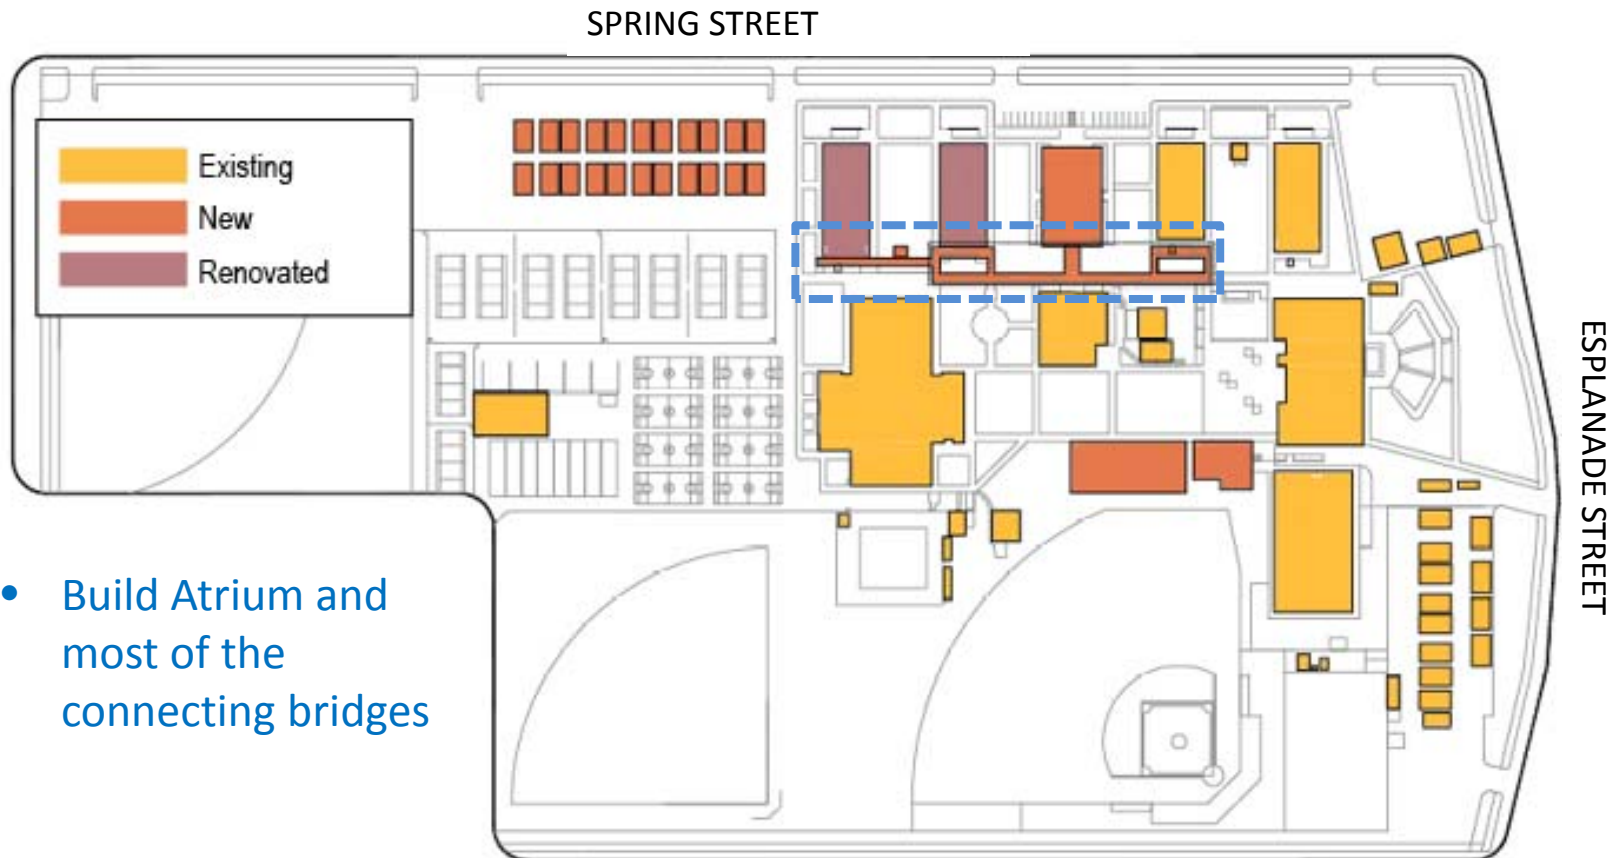 SPRING STREET
Existing
New
Renovated
ESPLANADE STREET
• Build Atrium and
most of the
connecting bridges